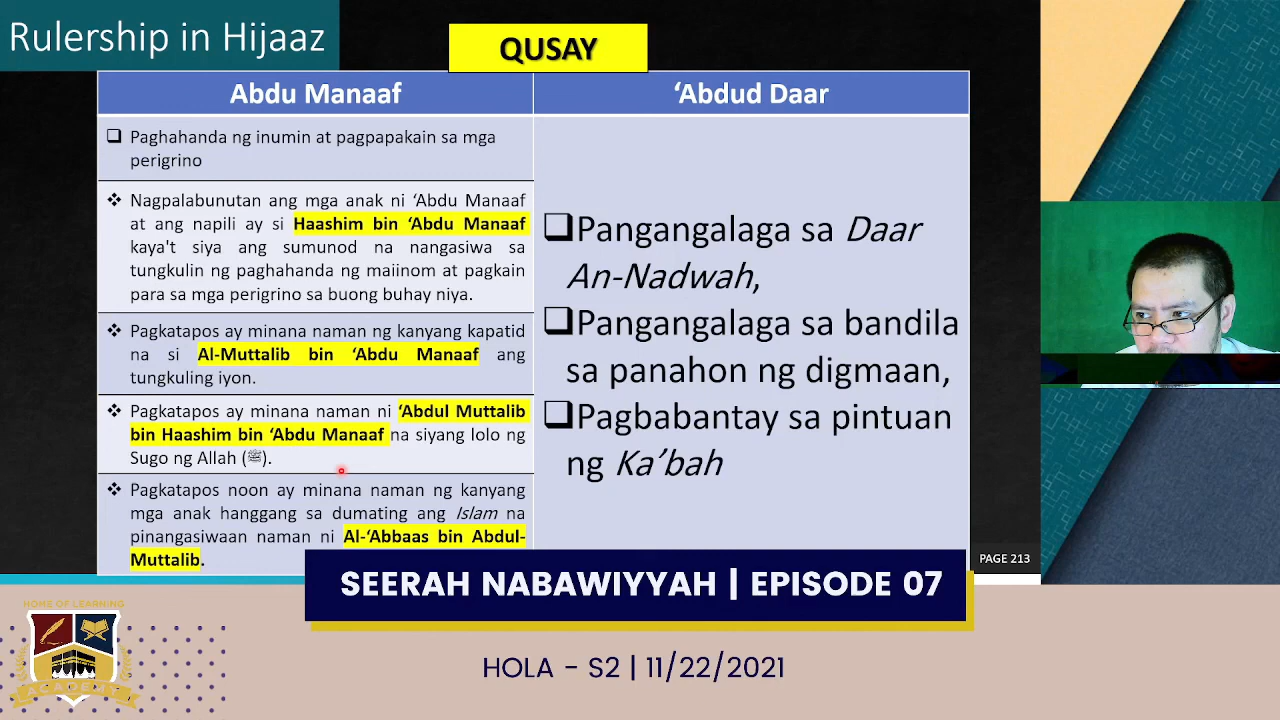 Rulership in Hijaaz
QUSAY
Abdu Manaaf
‘Abdud Daar
Paghahanda ng inumin at pagpapakain sa mga
perigrino
Nagpalabunutan ang mga anak ni ‘Abdu Manaaf
at ang napili ay si Haashim bin ‘Abdu Manaaf
kaya't siya ang sumunod na nangasiwa sa
tungkulin ng paghahanda ng maiinom at pagkain
para sa mga perigrino sa buong buhay niya.
Pagkatapos ay minana naman ng kanyang kapatid
na si Al-Muttalib bin ‘Abdu Manaaf ang
tungkuling iyon.
Pagkatapos ay minana naman ni ‘Abdul Muttalib
bin Haashim bin ‘Abdu Manaaf na siyang lolo ng
Sugo ng Allah (ﷺ).
Pagkatapos noon ay minana naman ng kanyang
mga anak hanggang sa dumating ang Islam na
pinangasiwaan naman ni Al-‘Abbaas bin Abdul-
Muttalib.
Pangangalaga sa Daar
An-Nadwah,
Pangangalaga sa bandila
sa panahon ng digmaan,
Pagbabantay sa pintuan
ng Ka’bah
PAGE 213
SEERAH NABAWIYYAH | EPISODE 07
HOLA - S2 | 11/22/2021
HOME OF LEARNING
ACADEMY